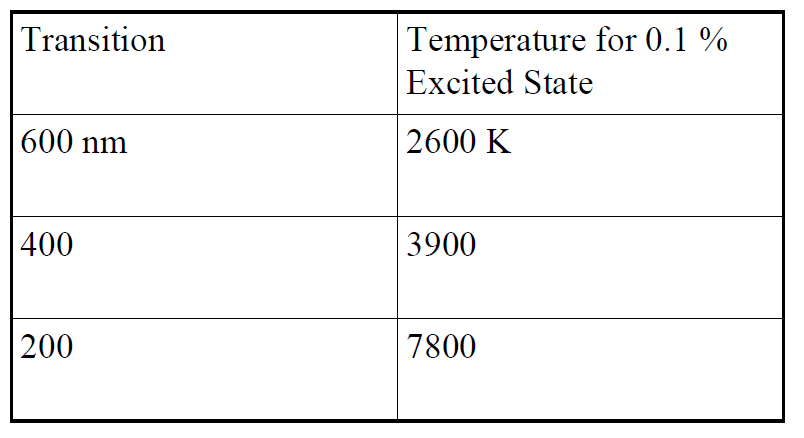 Transition
Temperature for 0.1 %
Excited State
600 nm
2600 K
400
3900
200
7800